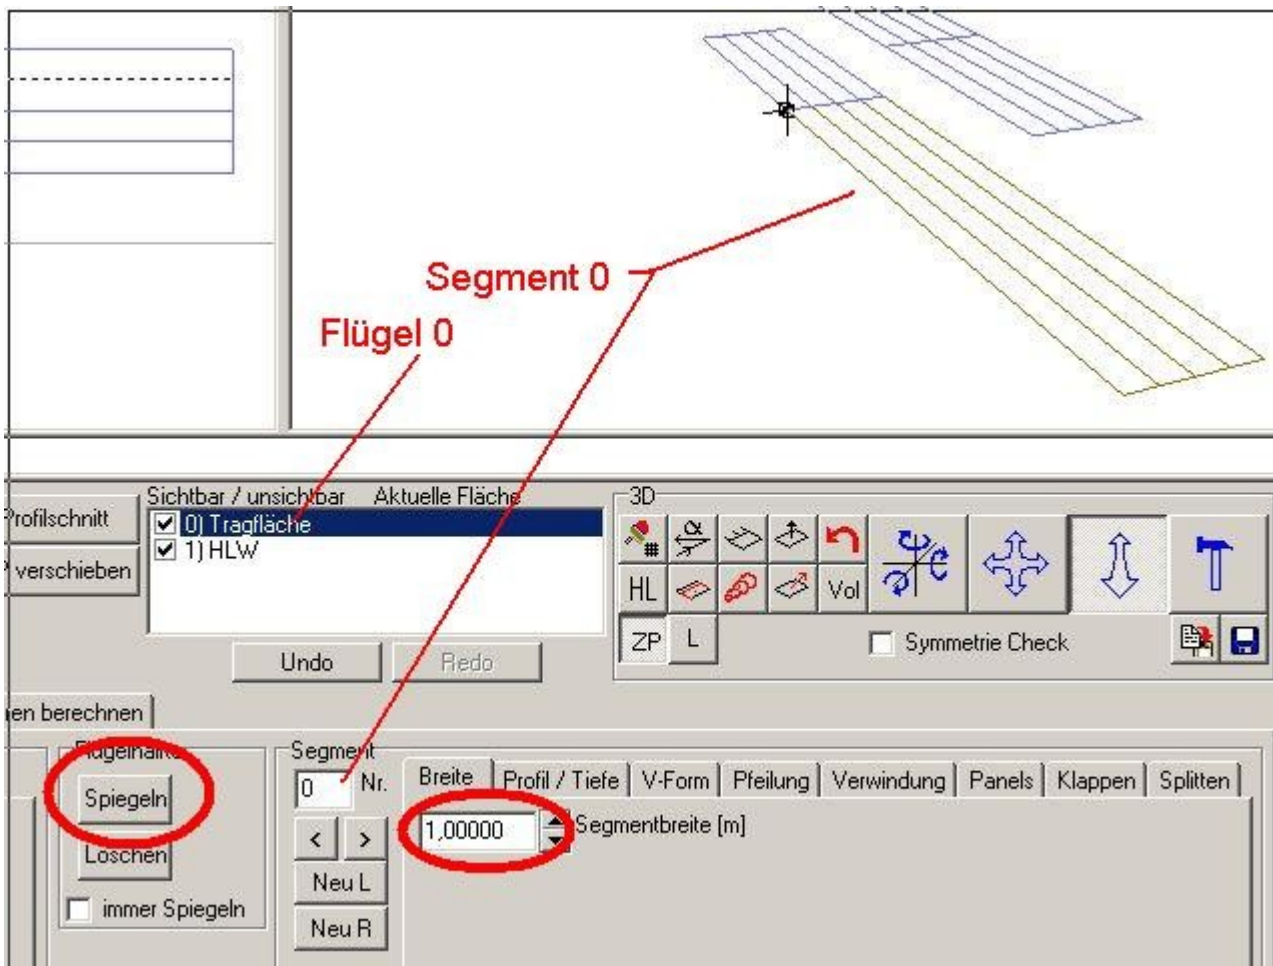 Segment 0
Flügel 0
Profilschnitt
verschieben
Sichtbar / unsichtbar Aktuelle Fläche
0) Tragfläche
1) HLW
Undo
Redo
3D
α
HL
Vol
ZP
L
Symmetrie Check
berechnen
Spiegeln
Löschen
immer Spiegeln
Segment
0 Nr.
< >
Neu L
Neu R
Breite Profil / Tiefe V-Form Pfeilung Verwindung Panels Klappen Splitten
1,00000 Segmentbreite [m]